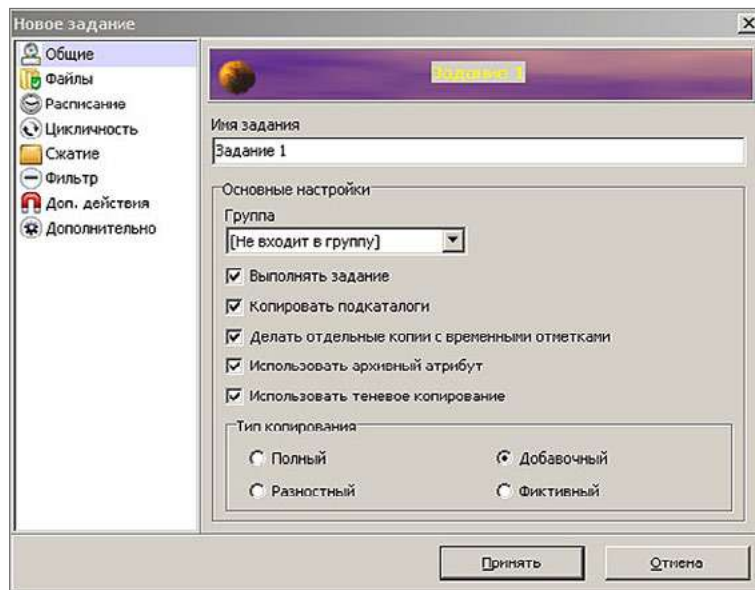 Новое задание
Общие
Файлы
Расписание
Цикличность
Сжатие
Фильтр
Доп. действия
Дополнительно
Задание 1
Имя задания
Задание 1
Основные настройки
Группа
[Не входит в группу]
Выполнять задание
Копировать подкаталоги
Делать отдельные копии с временными отметками
Использовать архивный атрибут
Использовать теневое копирование
Тип копирования
Полный
Добавочный
Разностный
Фиктивный
Принять
Отмена